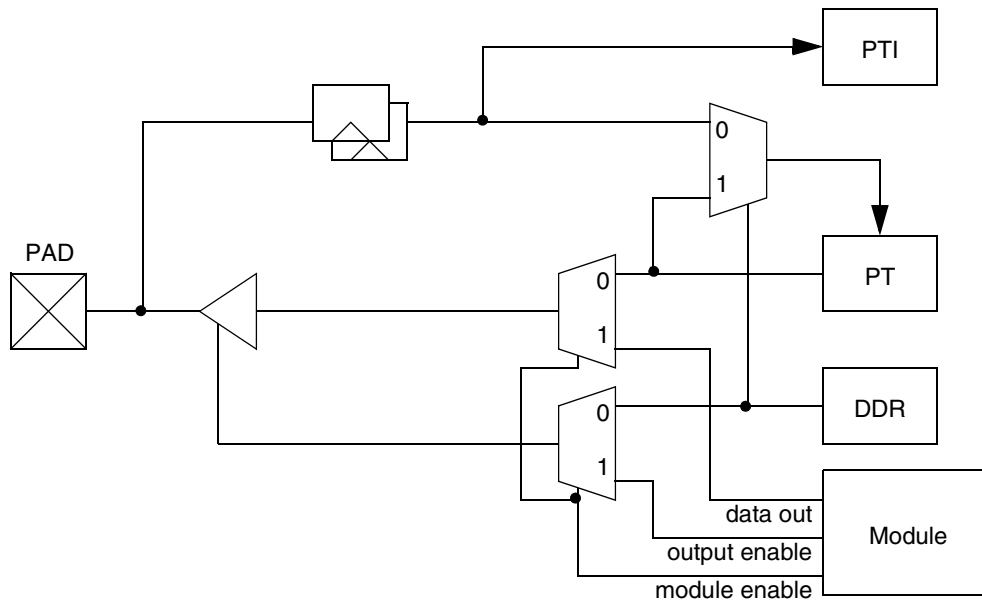 PTI
0
1
PAD
0
PT
1
0
DDR
1
data out
Module
output enable
module enable